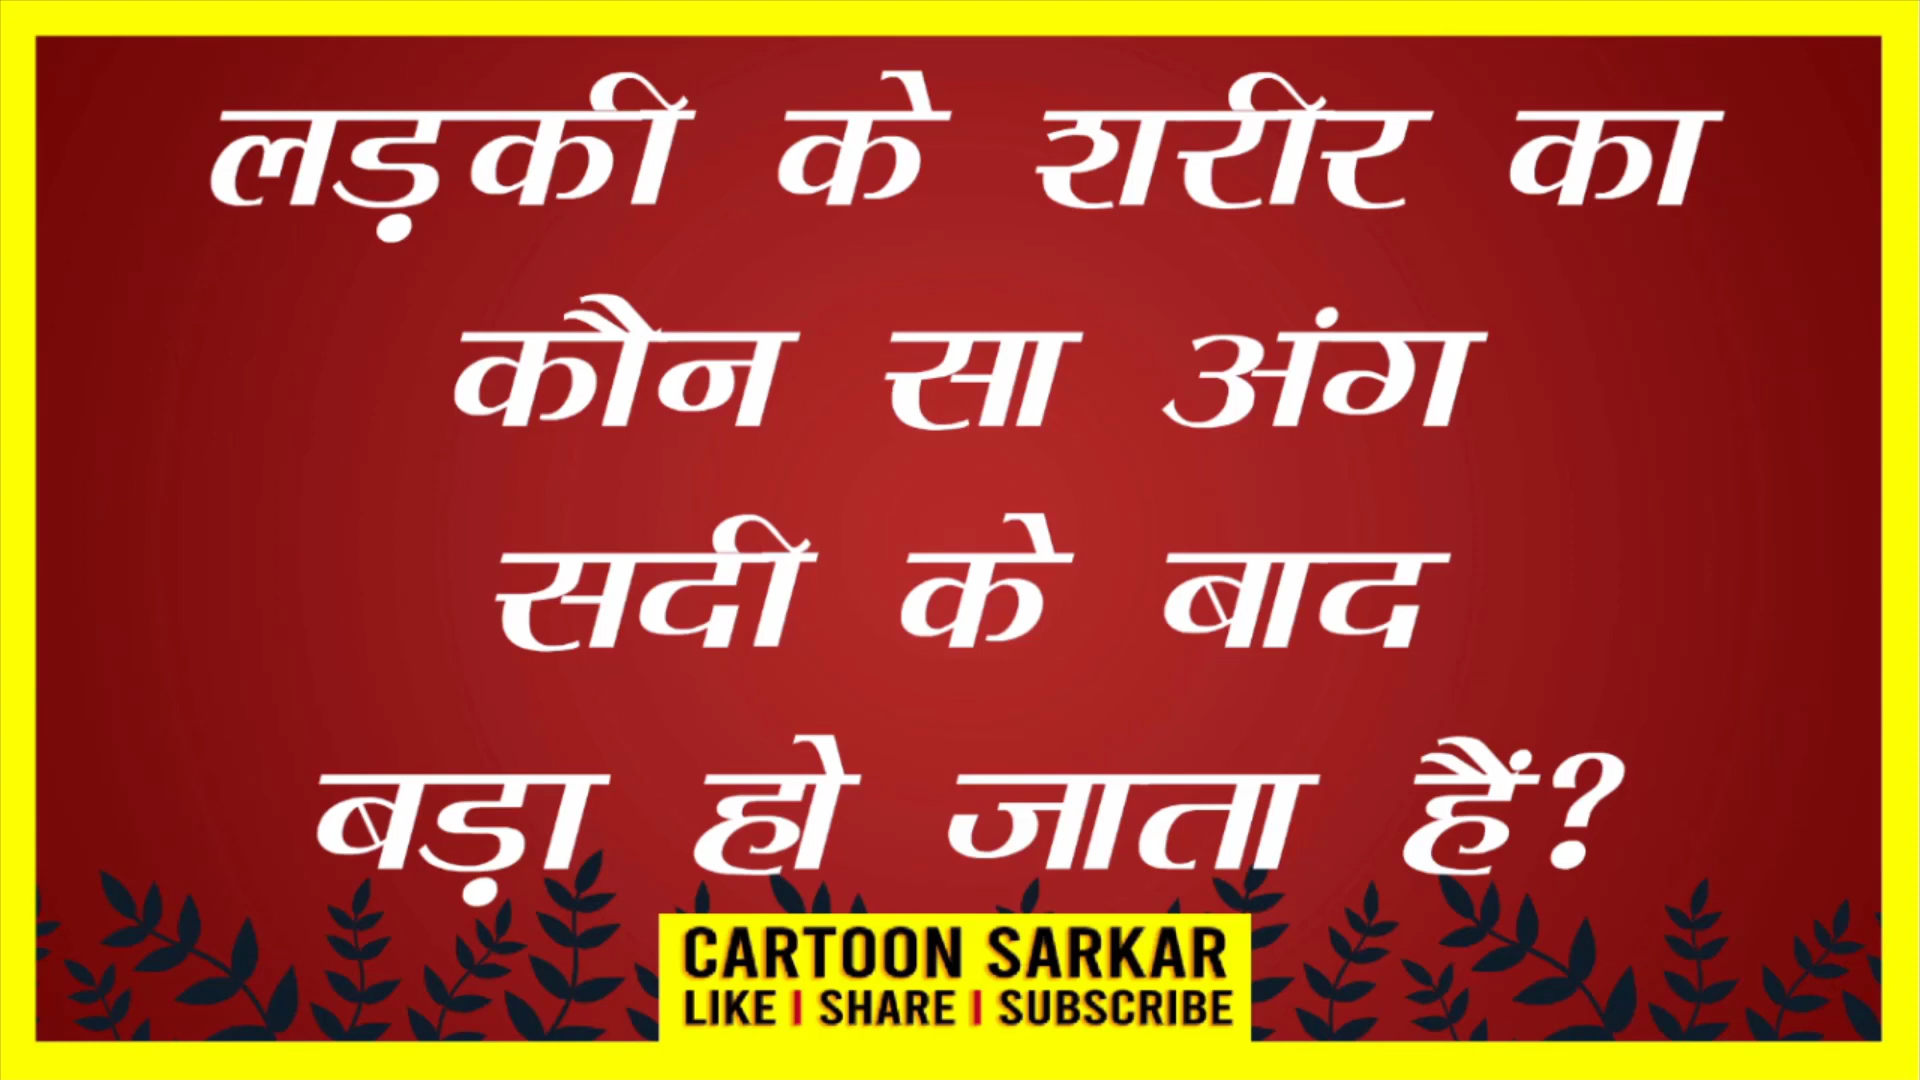 लड़की के शरीर का
कौन सा अंग
सदी के बाद
बड़ा हो जाता हैं?
CARTOON SARKAR
LIKE | SHARE | SUBSCRIBE